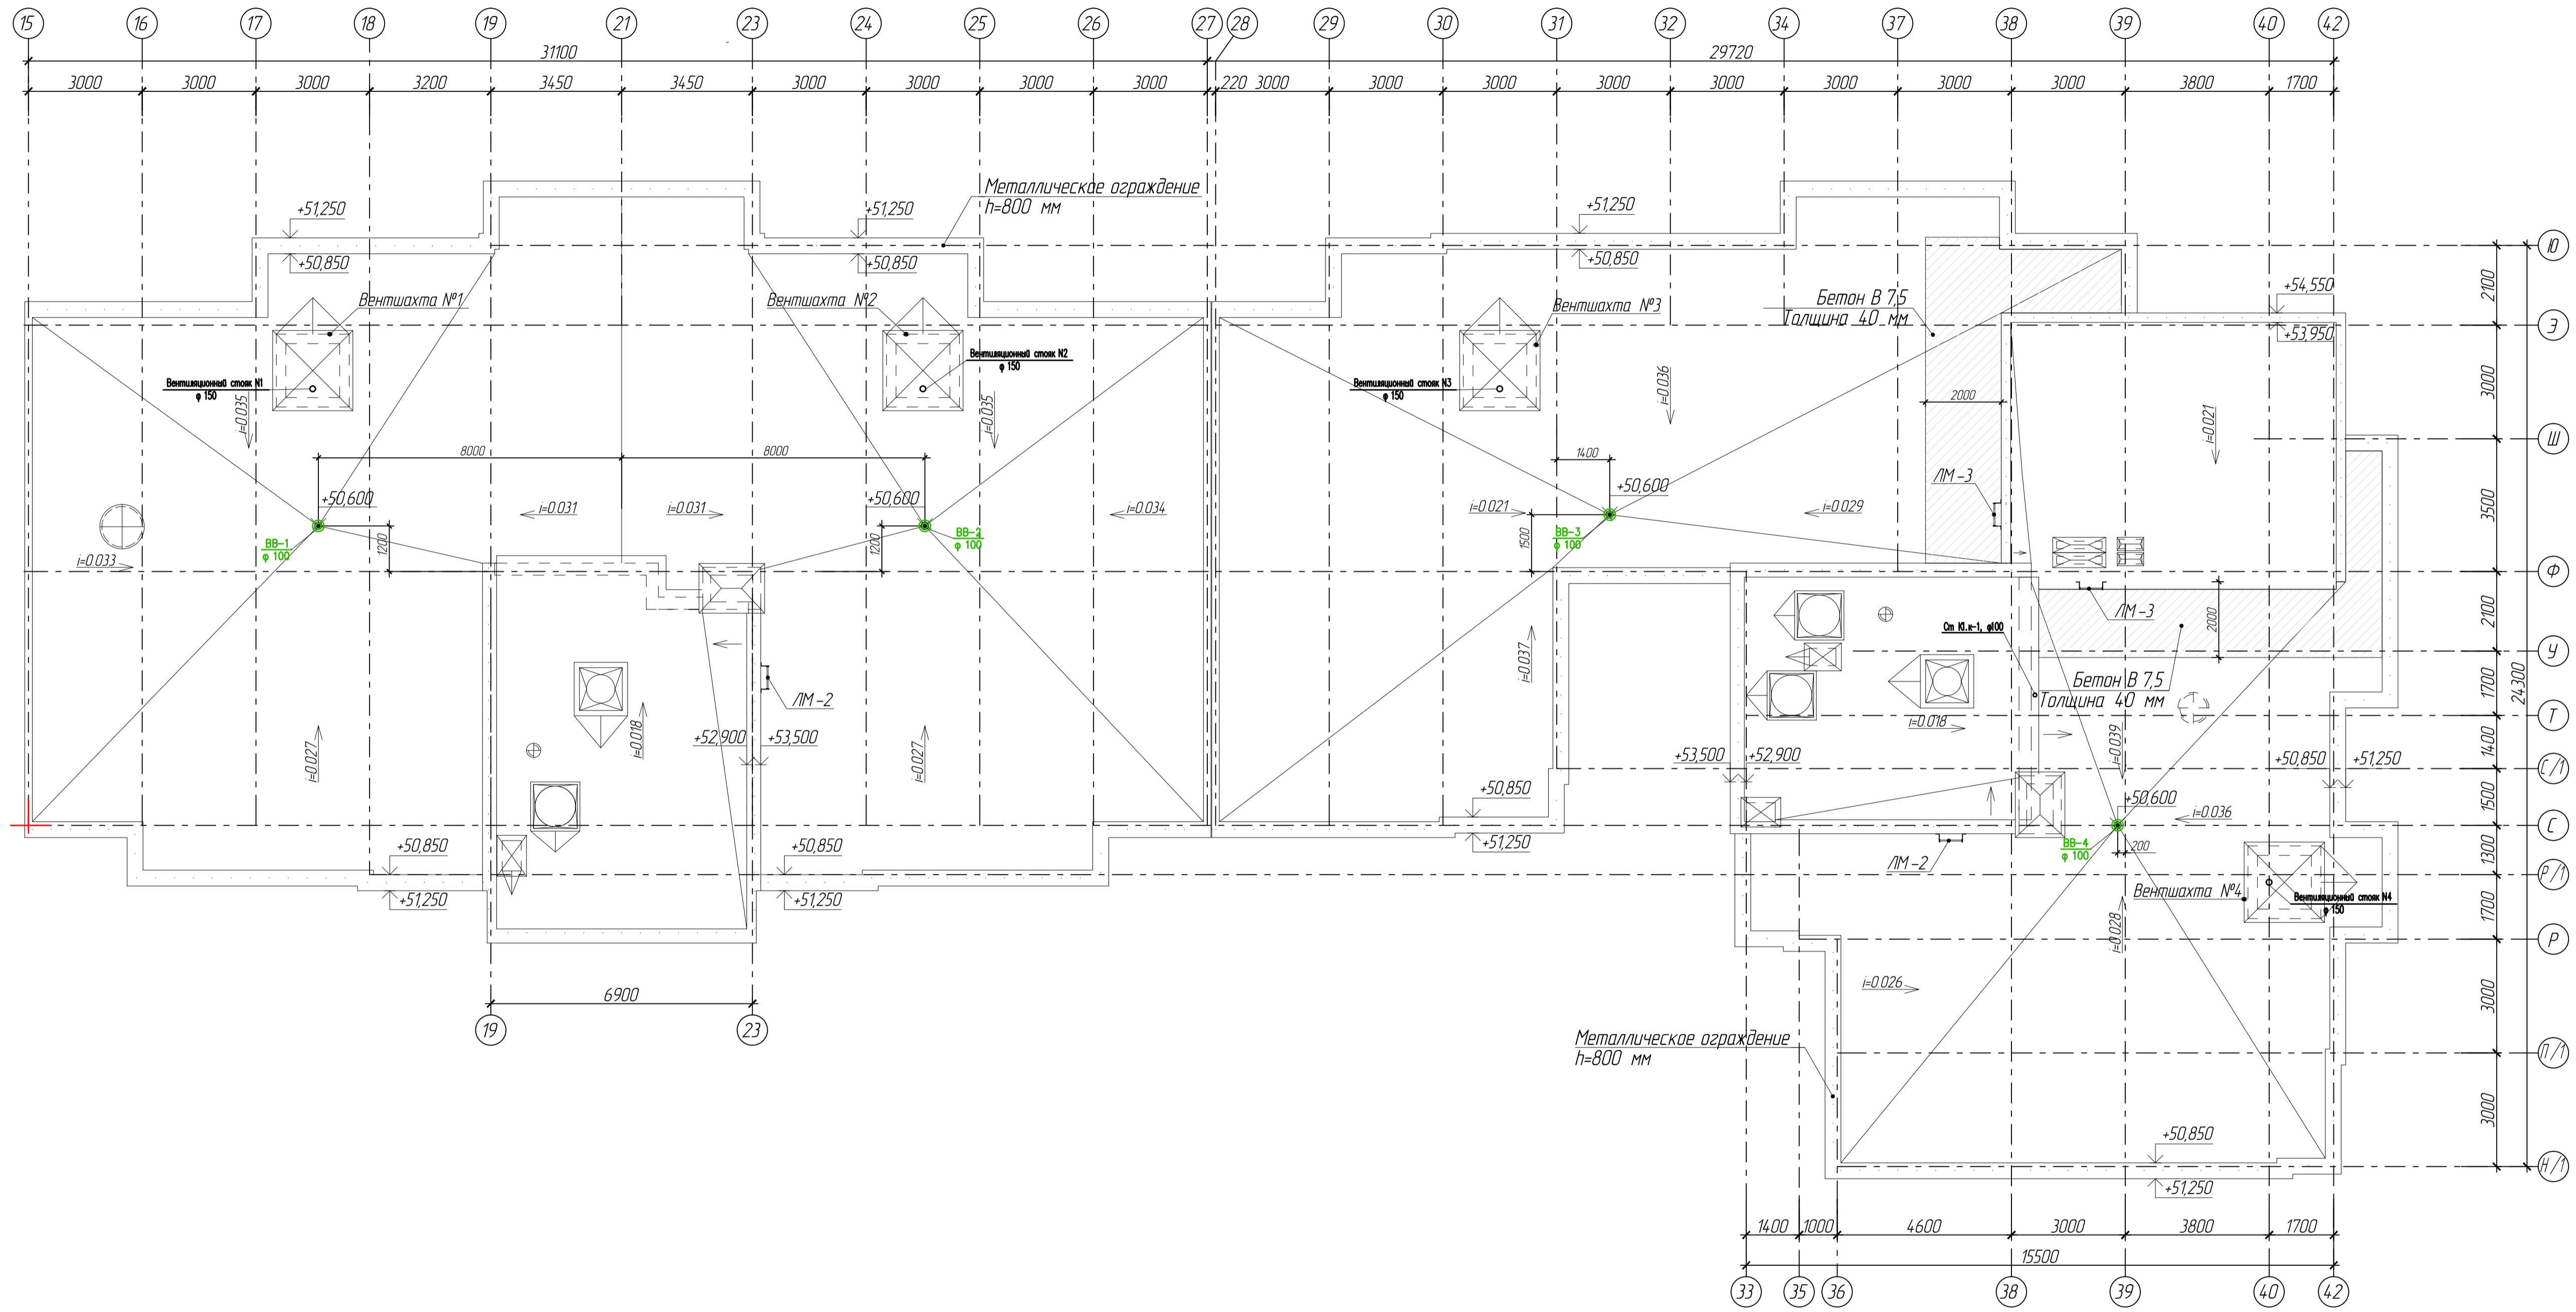 15 16 17 18 19 21 23 24 25 26 27 28 29 30 31 32 34 37 38 39 40 42
31100 29720
3000 3000 3000 3200 3450 3450 3000 3000 3000 3000 220 3000 3000 3000 3000 3000 3000 3000 3000 3800 1700
Металлическое ограждение
h=800 мм
+51,250
+50,850
+51,250
+50,850
+51,250
+50,850
Ю
Вентшахта №1
Вентшахта №2
Вентшахта №3
Бетон В 7,5
Толщина 40 мм
+54,550
+53,950
2100
З
Вентиляционный стояк N1
φ 150
Вентиляционный стояк N2
φ 150
Вентиляционный стояк N3
φ 150
i=0.035
i=0.035
i=0.036
2000
i=0.021
3000
Ш
8000
8000
1400
+50,600
+50,600
+50,600
ЛМ-3
i=0.031
i=0.031
i=0.034
i=0.021
i=0.029
3500
ВВ-1
φ 100
ВВ-2
φ 100
ВВ-3
φ 100
1200
1200
1500
i=0.033
Ф
ЛМ-3
2000
2100
Ст К1.к-1, φ100
i=0.037
У
Бетон В 7,5
Толщина 40 мм
1700
24300
ЛМ-2
i=0.018
i=0.018
Т
+52,900
+53,500
i=0.027
i=0.027
+53,500
+52,900
i=0.039
+50,850
+51,250
1400
С/1
+50,850
+50,600
i=0.036
1500
С
+51,250
ВВ-4
φ 100
200
ЛМ-2
+50,850
+50,850
1300
Р/1
+51,250
+51,250
Вентшахта №4
Вентиляционный стояк N4
φ 150
i=0.028
1700
Р
6900
19 23
i=0.026
3000
Металлическое ограждение
h=800 мм
П/1
3000
+50,850
+51,250
Н/1
1400 1000 4600 3000 3800 1700
15500
33 35 36 38 39 40 42